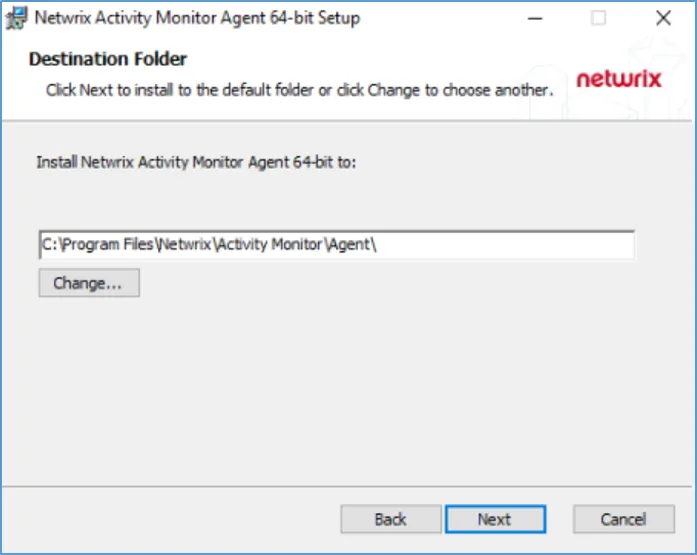 Netwrix Activity Monitor Agent 64-bit Setup
Destination Folder
Click Next to install to the default folder or click Change to choose another.
netwrix
Install Netwrix Activity Monitor Agent 64-bit to:
C:\Program Files\Netwrix\Activity Monitor\Agent\
Change...
Back Next Cancel